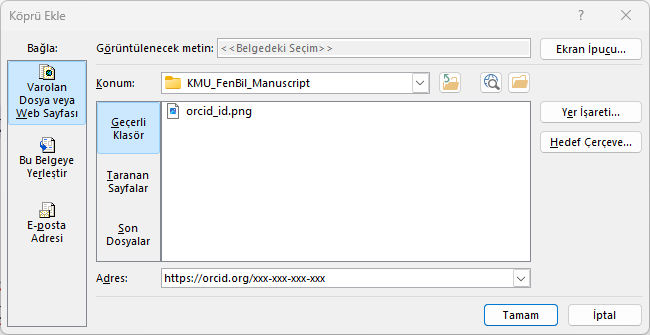 Köprü Ekle
?
Bağla:
Görüntülenecek metin:
<<Belgedeki Seçim>>
Ekran İpucu...
Varolan
Dosya veya
Web Sayfası
Konum:
KMU_FenBil_Manuscript
Geçerli
Klasör
orcid_id.png
Yer İşareti...
Hedef Çerçeve...
Bu Belgeye
Yerleştir
Taranan
Sayfalar
E-posta
Adresi
Son
Dosyalar
Adres:
https://orcid.org/xxx-xxx-xxx-xxx
Tamam
İptal